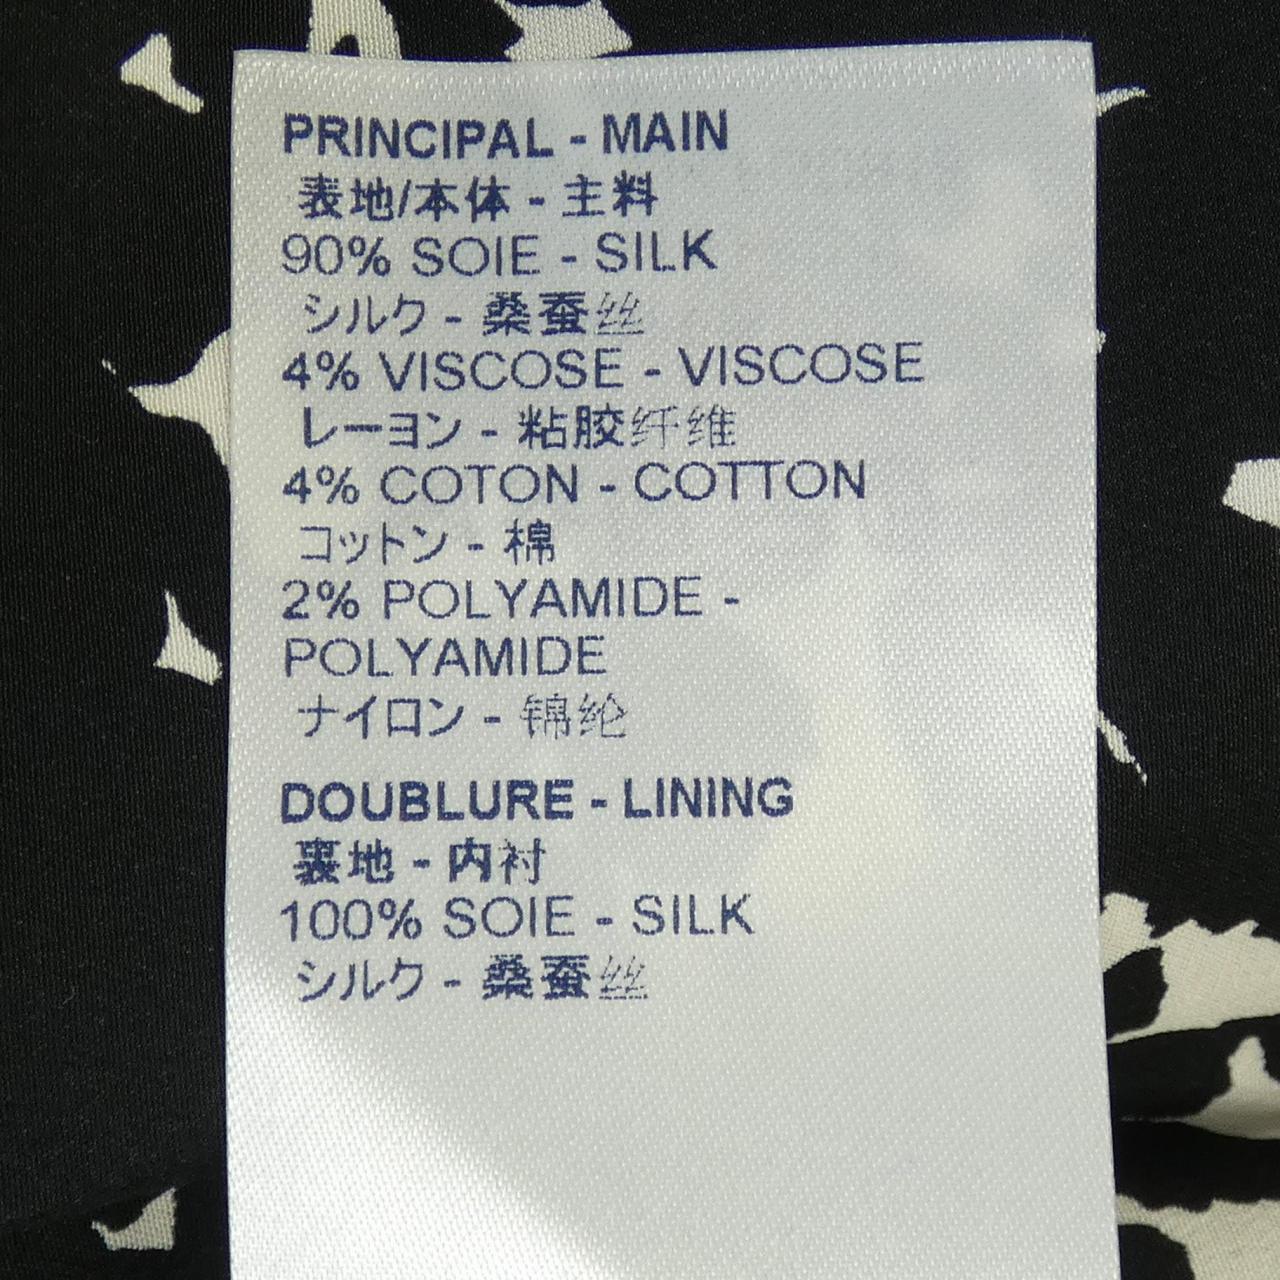 PRINCIPAL - MAIN
表地/本体 - 主料
90% SOIE - SILK
シルク - 桑蚕丝
4% VISCOSE - VISCOSE
レーヨン - 粘胶纤维
4% COTON - COTTON
コットン - 棉
2% POLYAMIDE -
POLYAMIDE
ナイロン - 锦纶
DOUBLURE - LINING
裏地 - 内衬
100% SOIE - SILK
シルク - 桑蚕丝